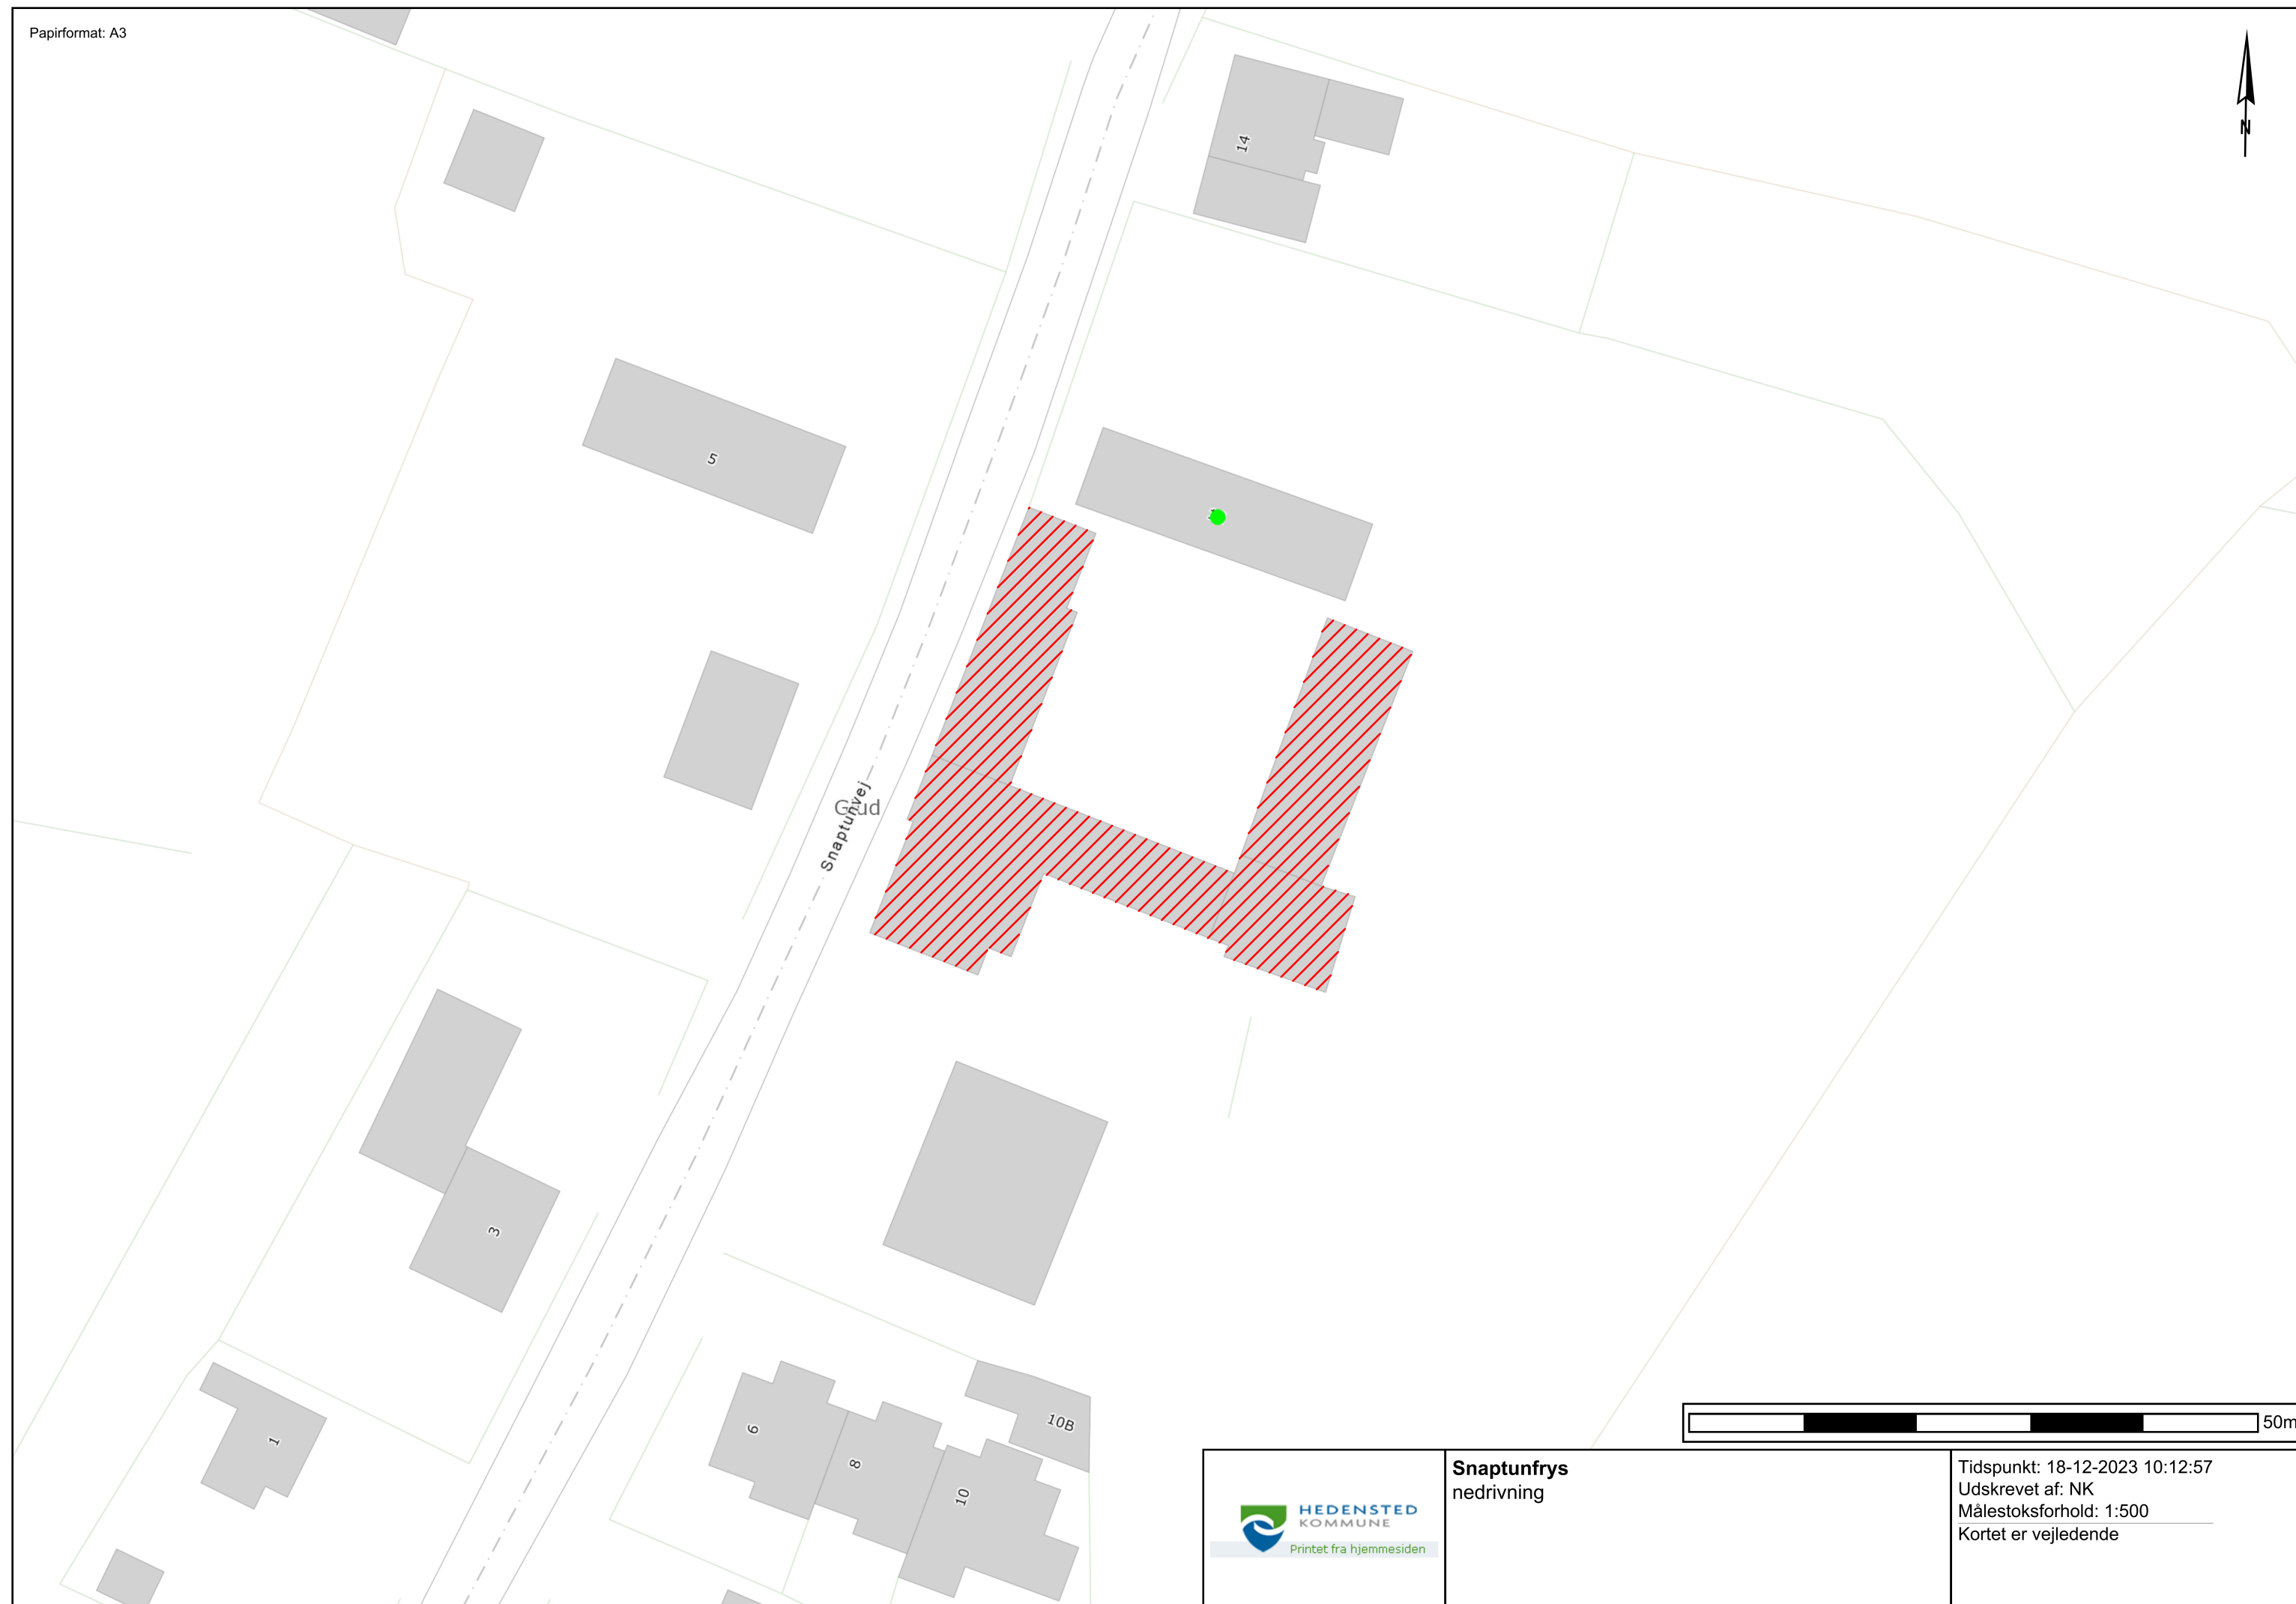 Papirformat: A3
N
14
5
Snaptunvej
Glud
3
1
6
8
10
10B
50m
HEDENSTED
KOMMUNE
Printet fra hjemmesiden
Snaptunfrys
nedrivning
Tidspunkt: 18-12-2023 10:12:57
Udskrevet af: NK
Målestoksforhold: 1:500
Kortet er vejledende